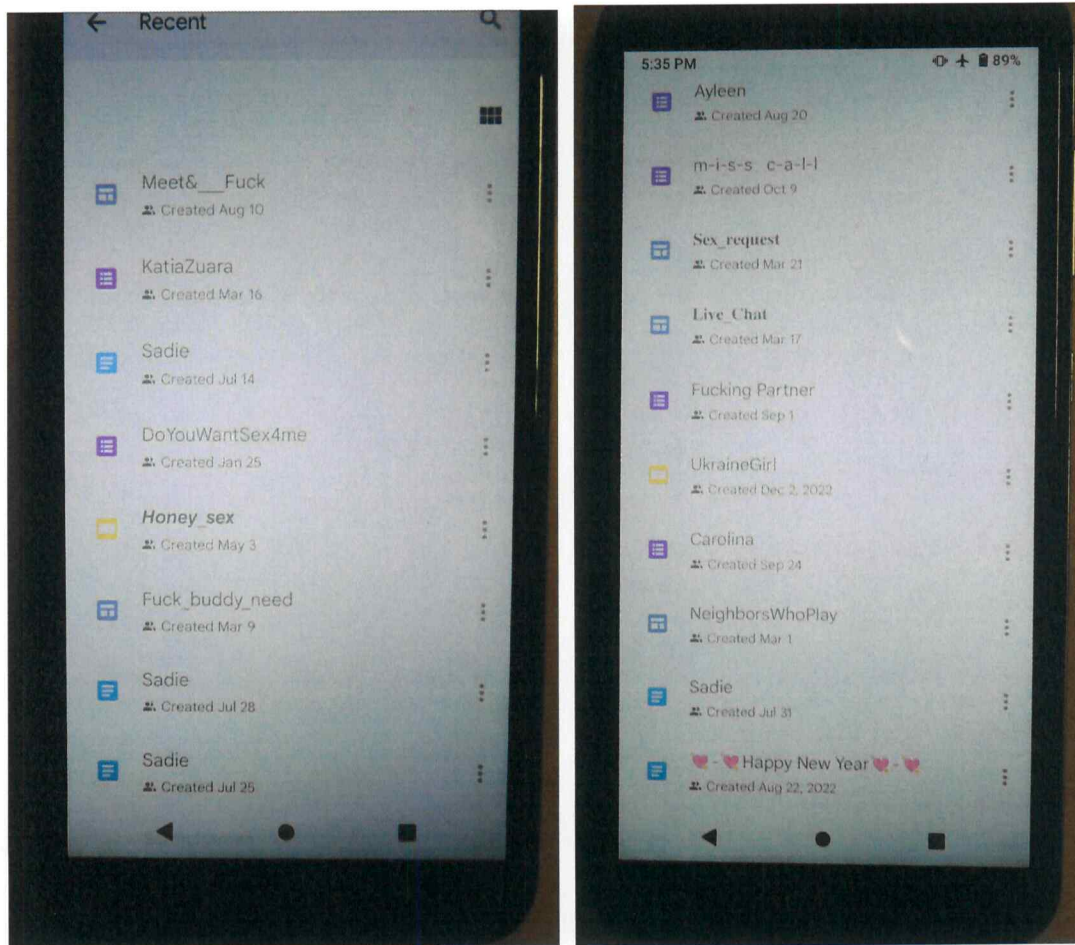 Recent
Meet&___Fuck
Created Aug 10
KatiaZuara
Created Mar 16
Sadie
Created Jul 14
DoYouWantSex4me
Created Jan 25
Honey_sex
Created May 3
Fuck_buddy_need
Created Mar 9
Sadie
Created Jul 28
Sadie
Created Jul 25
5:35 PM
89%
Ayleen
Created Aug 20
m-i-s-s c-a-l-l
Created Oct 9
Sex_request
Created Mar 21
Live_Chat
Created Mar 17
Fucking Partner
Created Sep 1
UkraineGirl
Created Dec 2, 2022
Carolina
Created Sep 24
NeighborsWhoPlay
Created Mar 1
Sadie
Created Jul 31
💘-💘Happy New Year💘-💘
Created Aug 22, 2022